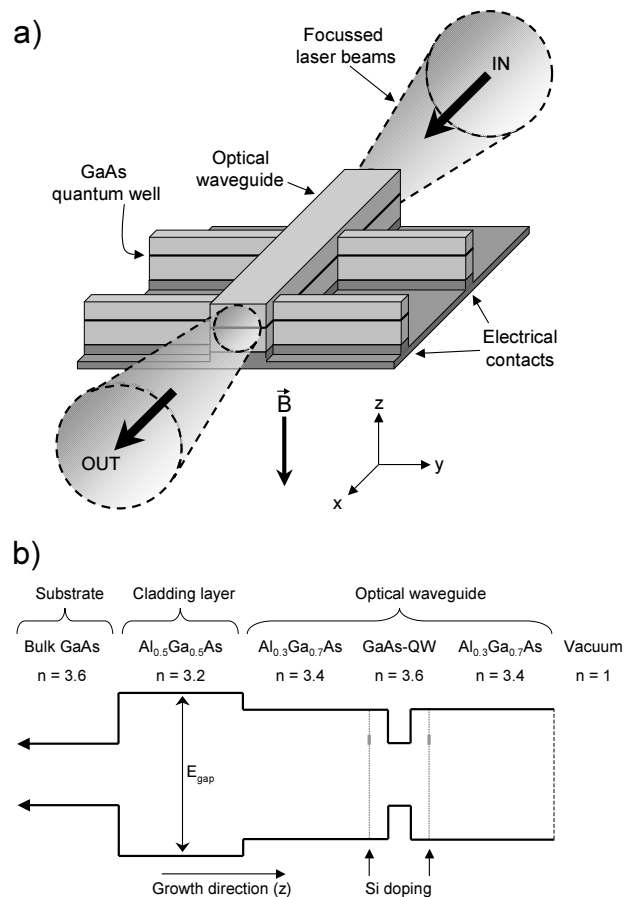 a)
Focussed
laser beams
IN
Optical
waveguide
GaAs
quantum well
Electrical
contacts
B
z
y
x
OUT
b)
Substrate Cladding layer Optical waveguide
Bulk GaAs Al0.5Ga0.5As Al0.3Ga0.7As GaAs-QW Al0.3Ga0.7As Vacuum
n = 3.6 n = 3.2 n = 3.4 n = 3.6 n = 3.4 n = 1
Egap
Growth direction (z) Si doping